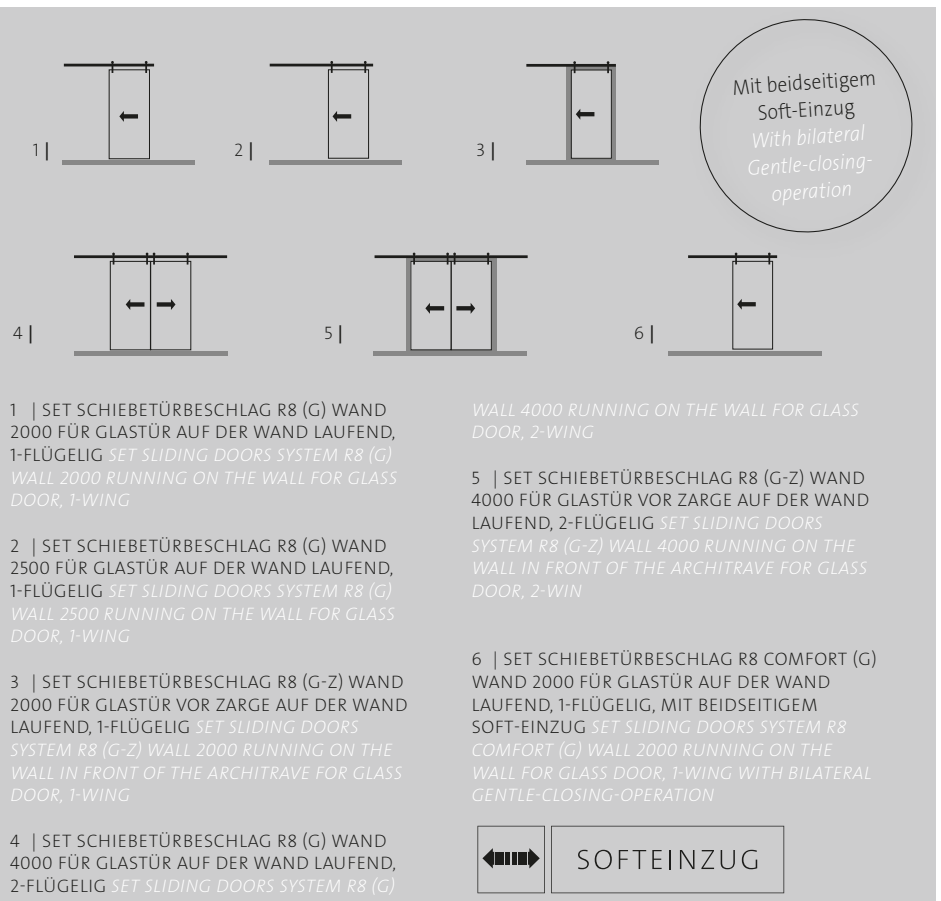 Mit beidseitigem
Soft-Einzug
With bilateral
Gentle-closing-
operation
1 |
2 |
3 |
4 |
5 |
6 |
1 | SET SCHIEBETÜRBESCHLAG R8 (G) WAND
2000 FÜR GLASTÜR AUF DER WAND LAUFEND,
1-FLÜGELIG SET SLIDING DOORS SYSTEM R8 (G)
WALL 2000 RUNNING ON THE WALL FOR GLASS
DOOR, 1-WING
2 | SET SCHIEBETÜRBESCHLAG R8 (G) WAND
2500 FÜR GLASTÜR AUF DER WAND LAUFEND,
1-FLÜGELIG SET SLIDING DOORS SYSTEM R8 (G)
WALL 2500 RUNNING ON THE WALL FOR GLASS
DOOR, 1-WING
3 | SET SCHIEBETÜRBESCHLAG R8 (G-Z) WAND
2000 FÜR GLASTÜR VOR ZARGE AUF DER WAND
LAUFEND, 1-FLÜGELIG SET SLIDING DOORS
SYSTEM R8 (G-Z) WALL 2000 RUNNING ON THE
WALL IN FRONT OF THE ARCHITRAVE FOR GLASS
DOOR, 1-WING
4 | SET SCHIEBETÜRBESCHLAG R8 (G) WAND
4000 FÜR GLASTÜR AUF DER WAND LAUFEND,
2-FLÜGELIG SET SLIDING DOORS SYSTEM R8 (G)
WALL 4000 RUNNING ON THE WALL FOR GLASS
DOOR, 2-WING
5 | SET SCHIEBETÜRBESCHLAG R8 (G-Z) WAND
4000 FÜR GLASTÜR VOR ZARGE AUF DER WAND
LAUFEND, 2-FLÜGELIG SET SLIDING DOORS
SYSTEM R8 (G-Z) WALL 4000 RUNNING ON THE
WALL IN FRONT OF THE ARCHITRAVE FOR GLASS
DOOR, 2-WIN
6 | SET SCHIEBETÜRBESCHLAG R8 COMFORT (G)
WAND 2000 FÜR GLASTÜR AUF DER WAND
LAUFEND, 1-FLÜGELIG, MIT BEIDSEITIGEM
SOFT-EINZUG SET SLIDING DOORS SYSTEM R8
COMFORT (G) WALL 2000 RUNNING ON THE
WALL FOR GLASS DOOR, 1-WING WITH BILATERAL
GENTLE-CLOSING-OPERATION
SOFTEINZUG